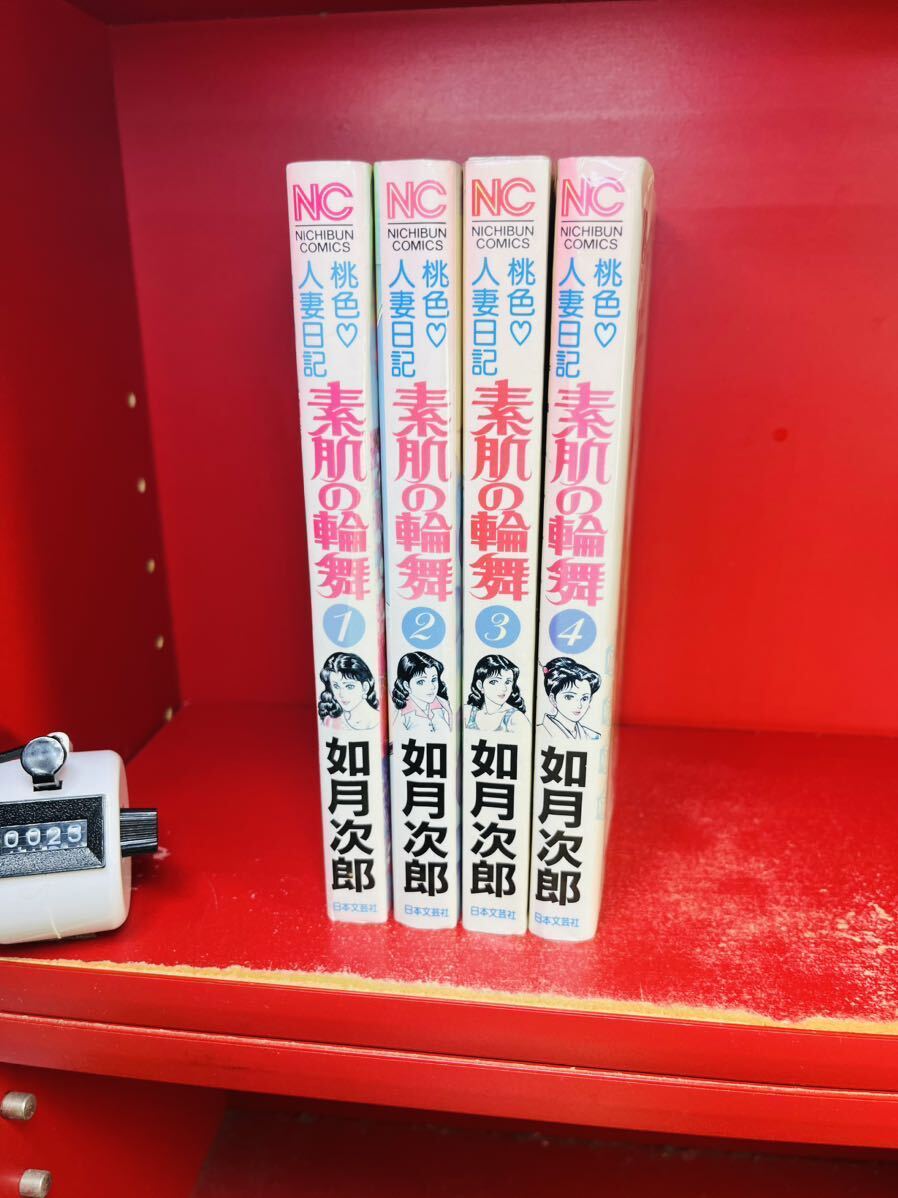 NC
NICHIBUN
COMICS
桃色♡
人妻日記
素肌の輪舞
1
如月次郎
日本文芸社
NC
NICHIBUN
COMICS
桃色♡
人妻日記
素肌の輪舞
2
如月次郎
日本文芸社
NC
NICHIBUN
COMICS
桃色♡
人妻日記
素肌の輪舞
3
如月次郎
日本文芸社
NC
NICHIBUN
COMICS
桃色♡
人妻日記
素肌の輪舞
4
如月次郎
日本文芸社